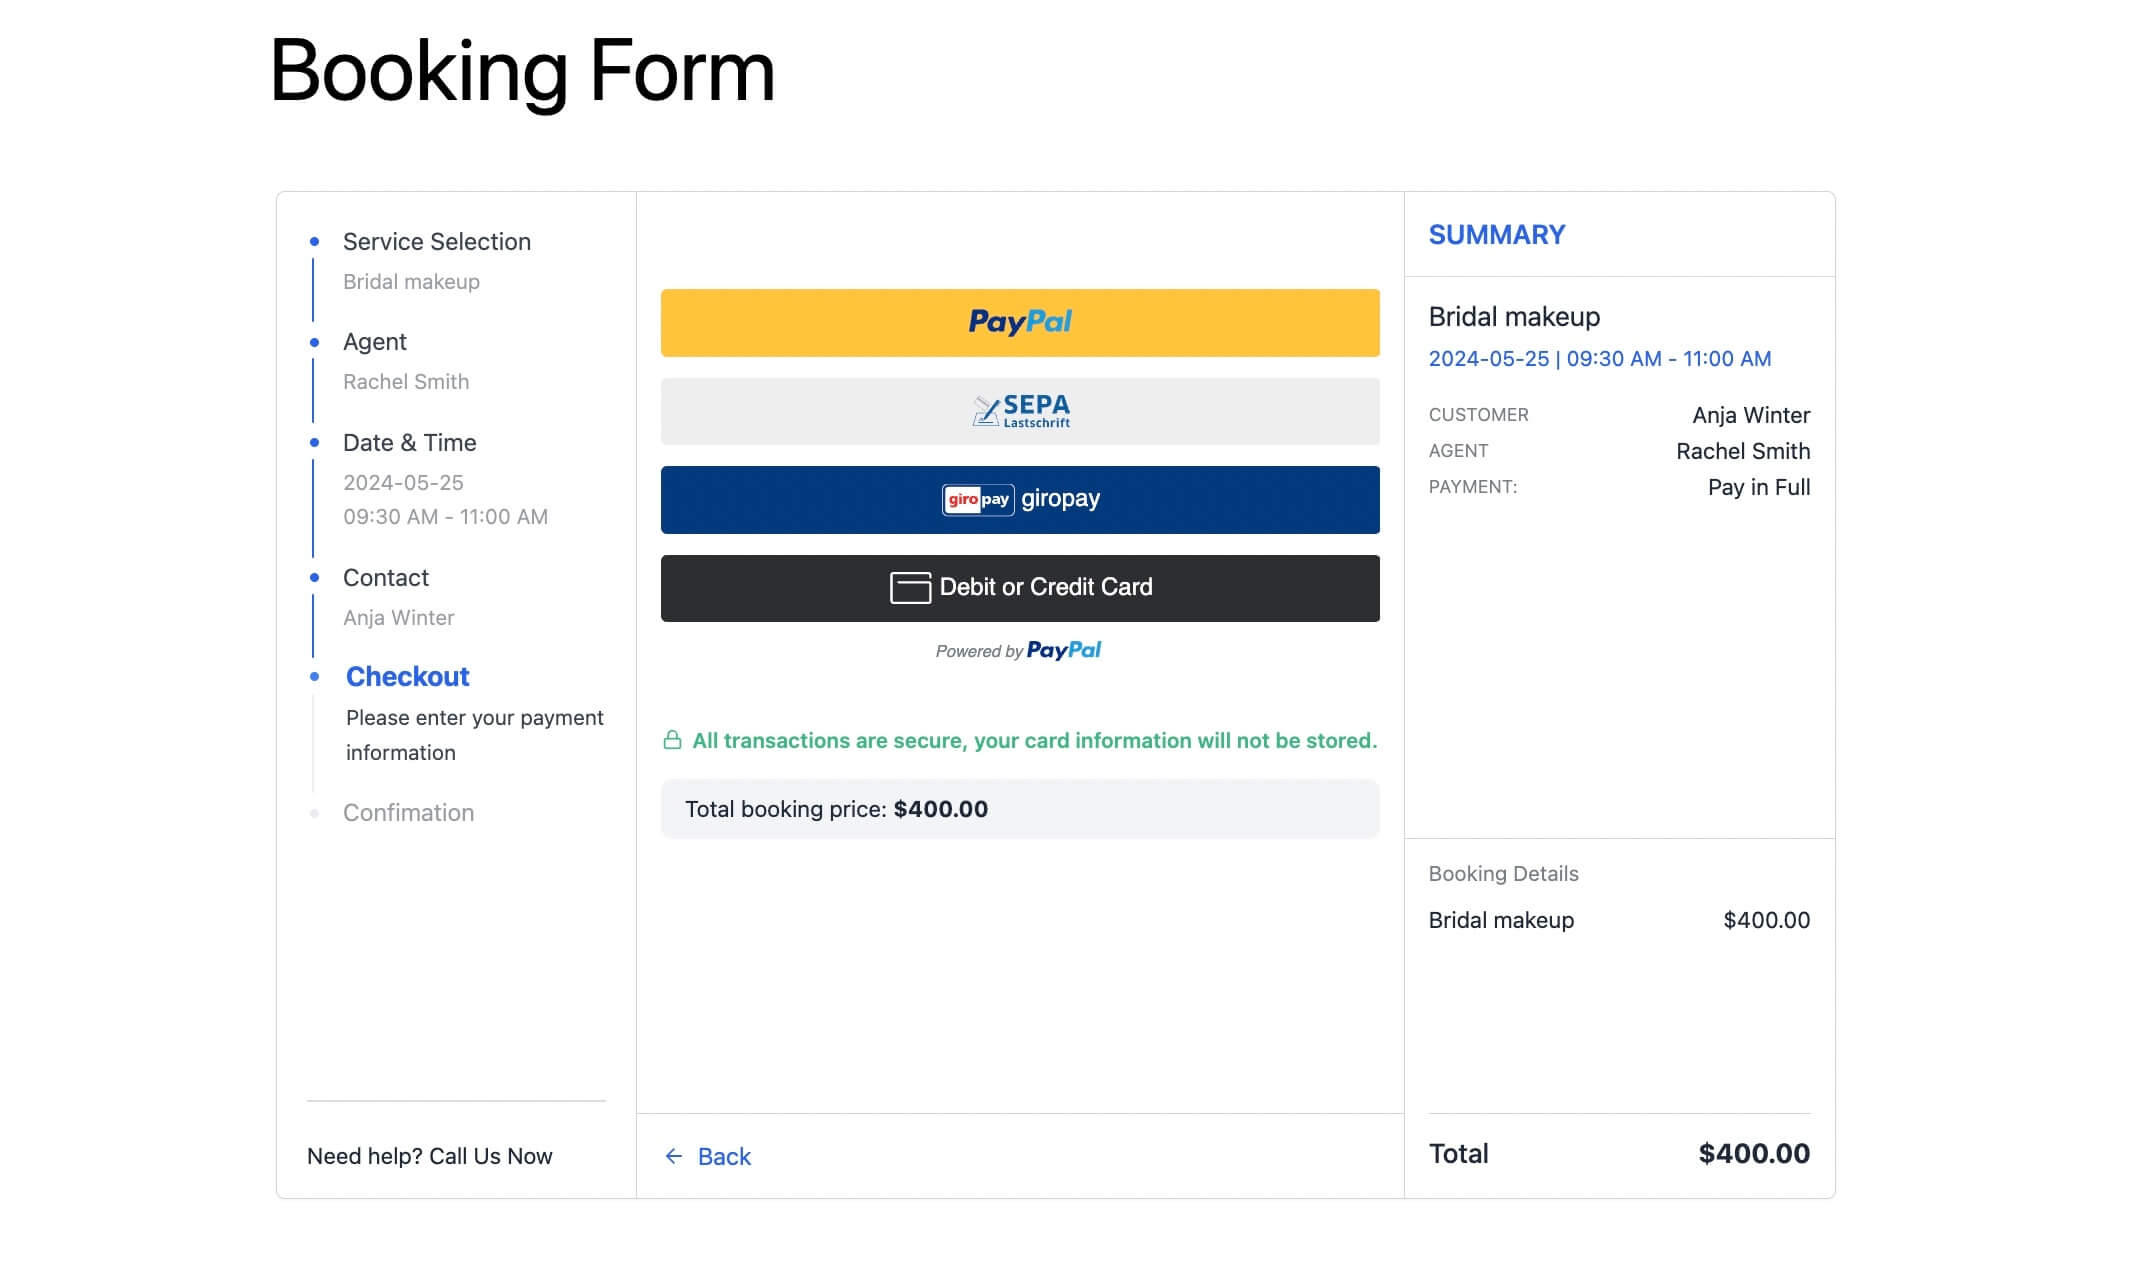 Booking Form
Service Selection
Bridal makeup
Agent
Rachel Smith
Date & Time
2024-05-25
09:30 AM - 11:00 AM
Contact
Anja Winter
Checkout
Please enter your payment
information
Confimation
Need help? Call Us Now
PayPal
SEPA
Lastschrift
giropay giropay
Debit or Credit Card
Powered by PayPal
All transactions are secure, your card information will not be stored.
Total booking price: $400.00
Back
SUMMARY
Bridal makeup
2024-05-25 | 09:30 AM - 11:00 AM
CUSTOMER Anja Winter
AGENT Rachel Smith
PAYMENT: Pay in Full
Booking Details
Bridal makeup $400.00
Total $400.00